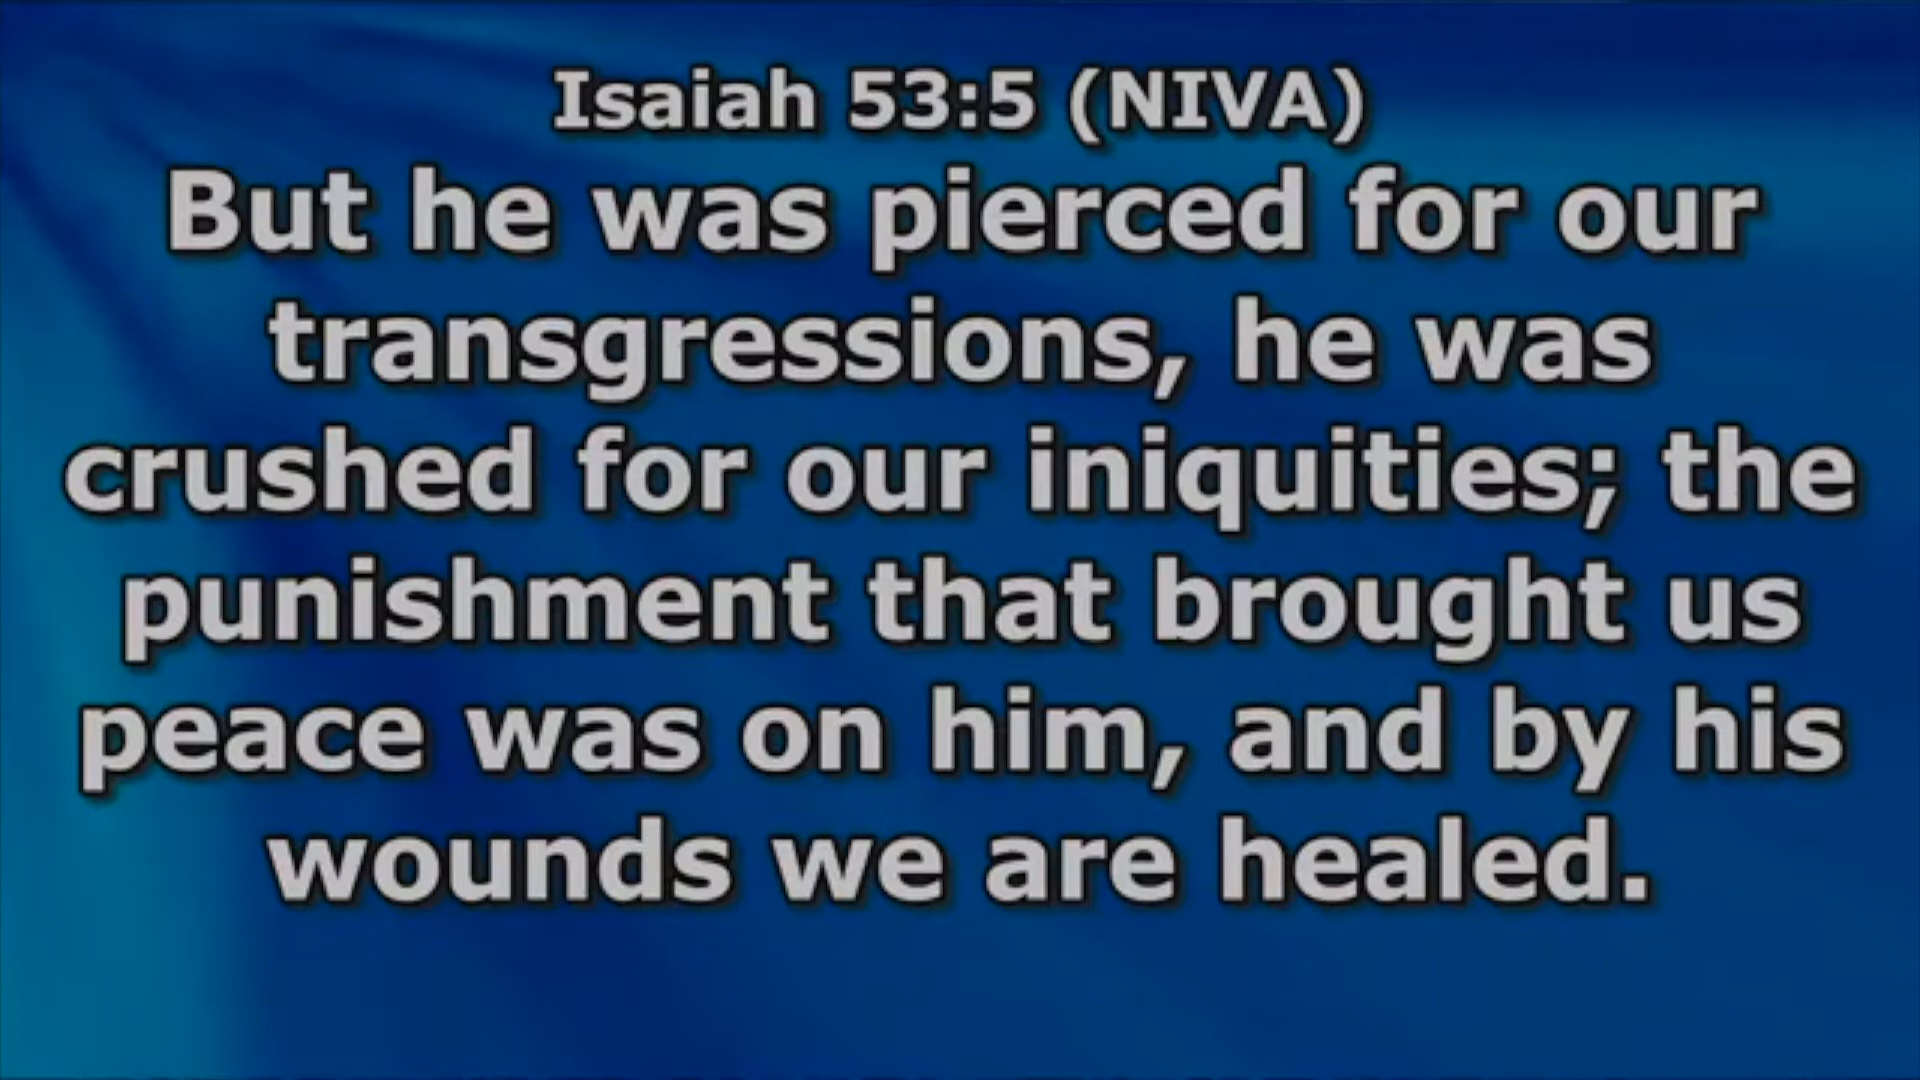 Isaiah 53:5 (NIVA)
But he was pierced for our
transgressions, he was
crushed for our iniquities; the
punishment that brought us
peace was on him, and by his
wounds we are healed.